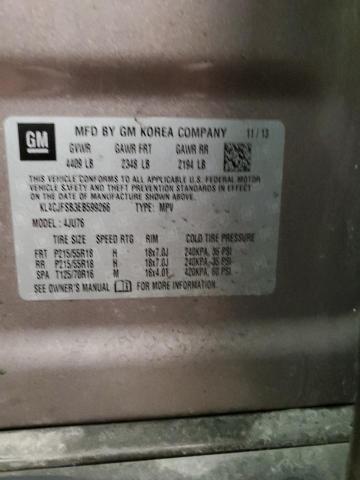 GM
MFD BY GM KOREA COMPANY 11/13
GVWR GAWR FRT GAWR RR
4409 LB 2348 LB 2194 LB
THIS VEHICLE CONFORMS TO ALL APPLICABLE U.S. FEDERAL MOTOR
VEHICLE SAFETY AND THEFT PREVENTION STANDARDS IN EFFECT ON
THE DATE OF MANUFACTURE SHOWN ABOVE.
KL4CJFSB3EB599266 TYPE: MPV
MODEL: 4JU76
TIRE SIZE SPEED RTG RIM COLD TIRE PRESSURE
FRT P215/55R18 H 18x7.0J 240KPA, 35 PSI
RR P215/55R18 H 18x7.0J 240KPA, 35 PSI
SPA T125/70R16 M 16x4.0T 420KPA, 60 PSI
SEE OWNER'S MANUAL FOR MORE INFORMATION.